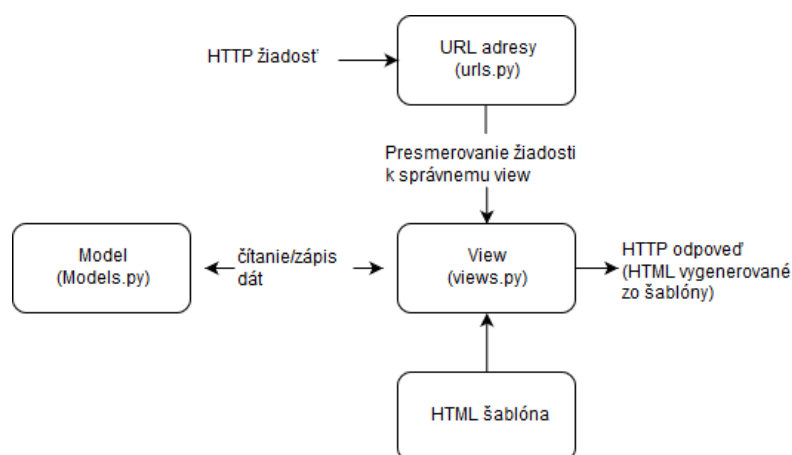 HTTP žiadosť
URL adresy
(urls.py)
Presmerovanie žiadosti
k správnemu view
Model
(Models.py)
čítanie/zápis
dát
View
(views.py)
HTTP odpoveď
(HTML vygenerované
zo šablóny)
HTML šablóna